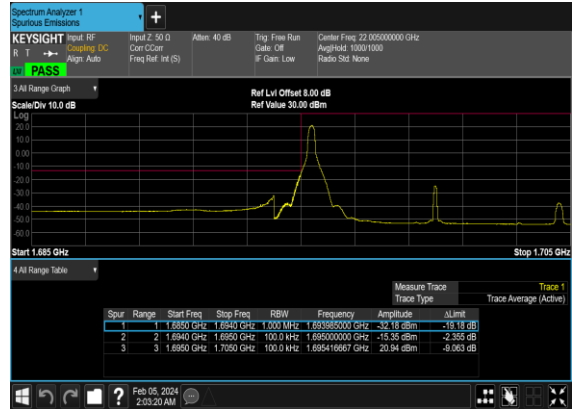 Spectrum Analyzer 1
Spurious Emissions
KEYSIGHT Input: RF Input Z: 50 Ω Atten: 40 dB Trig: Free Run Center Freq: 22.005000000 GHz
R T Coupling: DC Corr CCorr Gate: Off Avg|Hold: 1000/1000
Align: Auto Freq Ref: Int (S) IF Gain: Low Radio Std: None
PASS
3 All Range Graph
Ref Lvl Offset 8.00 dB
Scale/Div 10.0 dB Ref Value 30.00 dBm
Log
20.0
10.0
0.00
-10.0
-20.0
-30.0
-40.0
-50.0
-60.0
Start 1.685 GHz Stop 1.705 GHz
4 All Range Table
Measure Trace Trace 1
Trace Type Trace Average (Active)
Spur Range Start Freq Stop Freq RBW Frequency Amplitude ΔLimit
1 1 1.6850 GHz 1.6940 GHz 1.000 MHz 1.693985000 GHz -32.18 dBm -19.18 dB
2 2 1.6940 GHz 1.6950 GHz 100.0 kHz 1.695000000 GHz -15.35 dBm -2.355 dB
3 3 1.6950 GHz 1.7050 GHz 100.0 kHz 1.695416667 GHz 20.94 dBm -9.063 dB
? Feb 05, 2024
2:03:20 AM